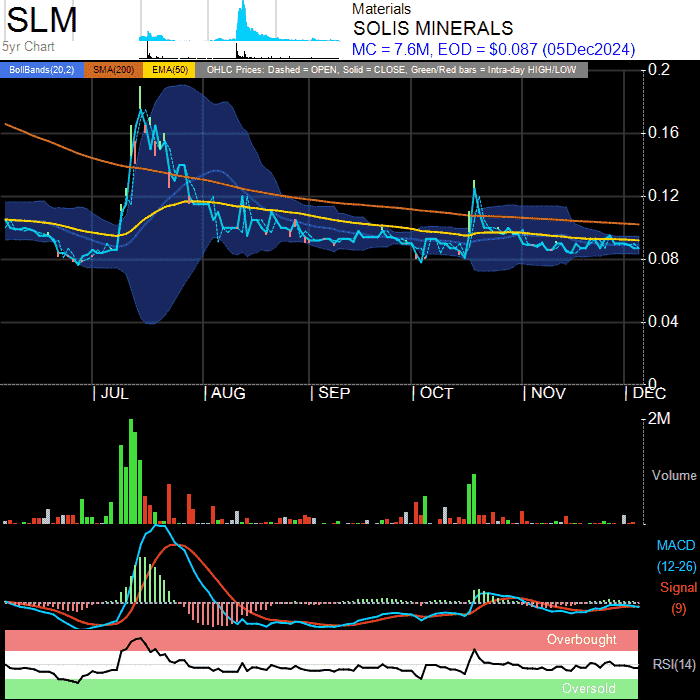 SLM
5yr Chart
Materials
SOLIS MINERALS
MC = 7.6M, EOD = $0.087 (05Dec2024)
BollBands(20,2) SMA(200) EMA(50) OHLC Prices: Dashed = OPEN, Solid = CLOSE, Green/Red bars = Intra-day HIGH/LOW
0.2
0.16
0.12
0.08
0.04
0
JUL AUG SEP OCT NOV DEC
2M
Volume
MACD
(12-26)
Signal
(9)
Overbought
RSI(14)
Oversold